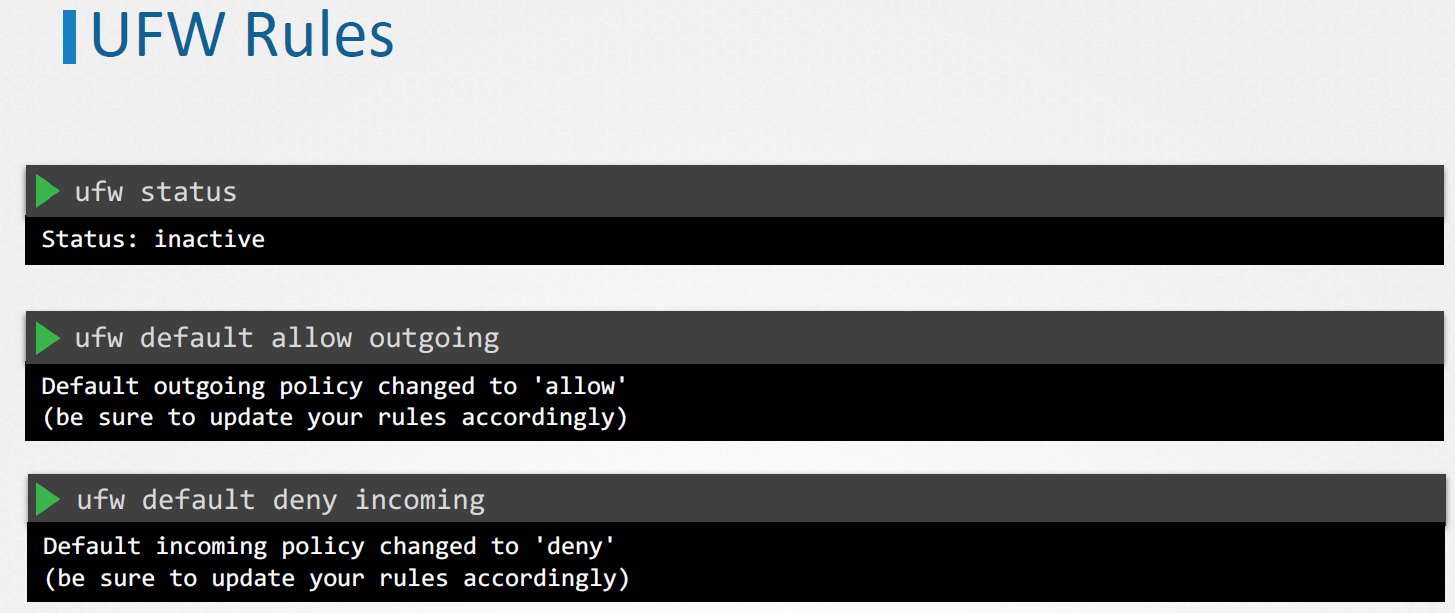 UFW Rules
ufw status
Status: inactive
ufw default allow outgoing
Default outgoing policy changed to 'allow'
(be sure to update your rules accordingly)
ufw default deny incoming
Default incoming policy changed to 'deny'
(be sure to update your rules accordingly)